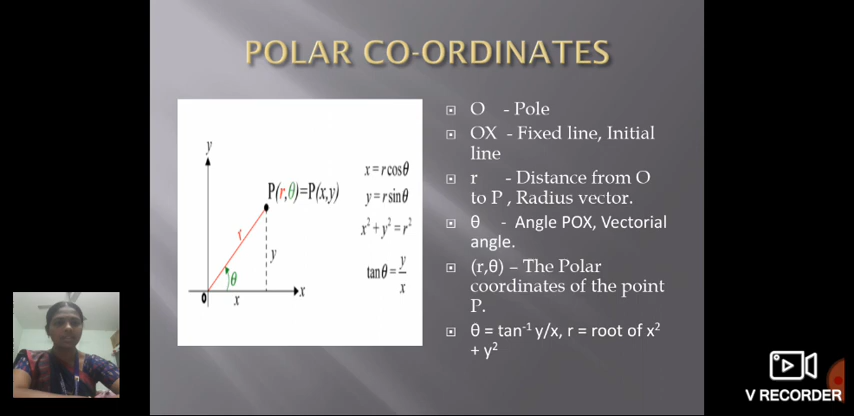 POLAR CO-ORDINATES
y
P(r,θ)=P(x,y)
r
y
θ
O
x
x
x = r cosθ
y = r sinθ
x² + y² = r²
tanθ = y/x
O - Pole
OX - Fixed line, Initial
line
r - Distance from O
to P , Radius vector.
θ - Angle POX, Vectorial
angle.
(r,θ) – The Polar
coordinates of the point
P.
θ = tan⁻¹ y/x, r = root of x²
+ y²
V RECORDER